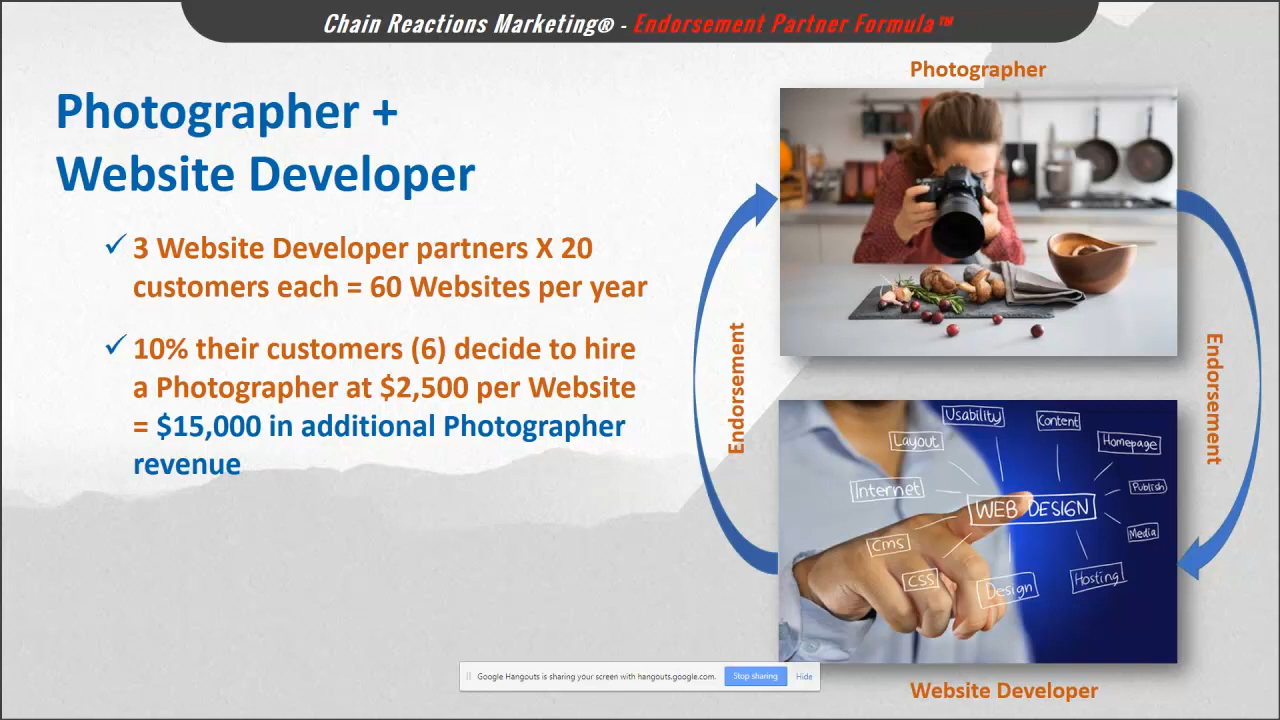 Chain Reactions Marketing® - Endorsement Partner Formula™
Photographer +
Website Developer
✓ 3 Website Developer partners X 20
customers each = 60 Websites per year
✓ 10% their customers (6) decide to hire
a Photographer at $2,500 per Website
= $15,000 in additional Photographer
revenue
Photographer
Endorsement
Endorsement
Usability
Content
Layout
Homepage
Internet
Publish
WEB DESIGN
Media
CMS
CSS
Design
Hosting
Website Developer
Google Hangouts is sharing your screen with hangouts.google.com.
Stop sharing
Hide